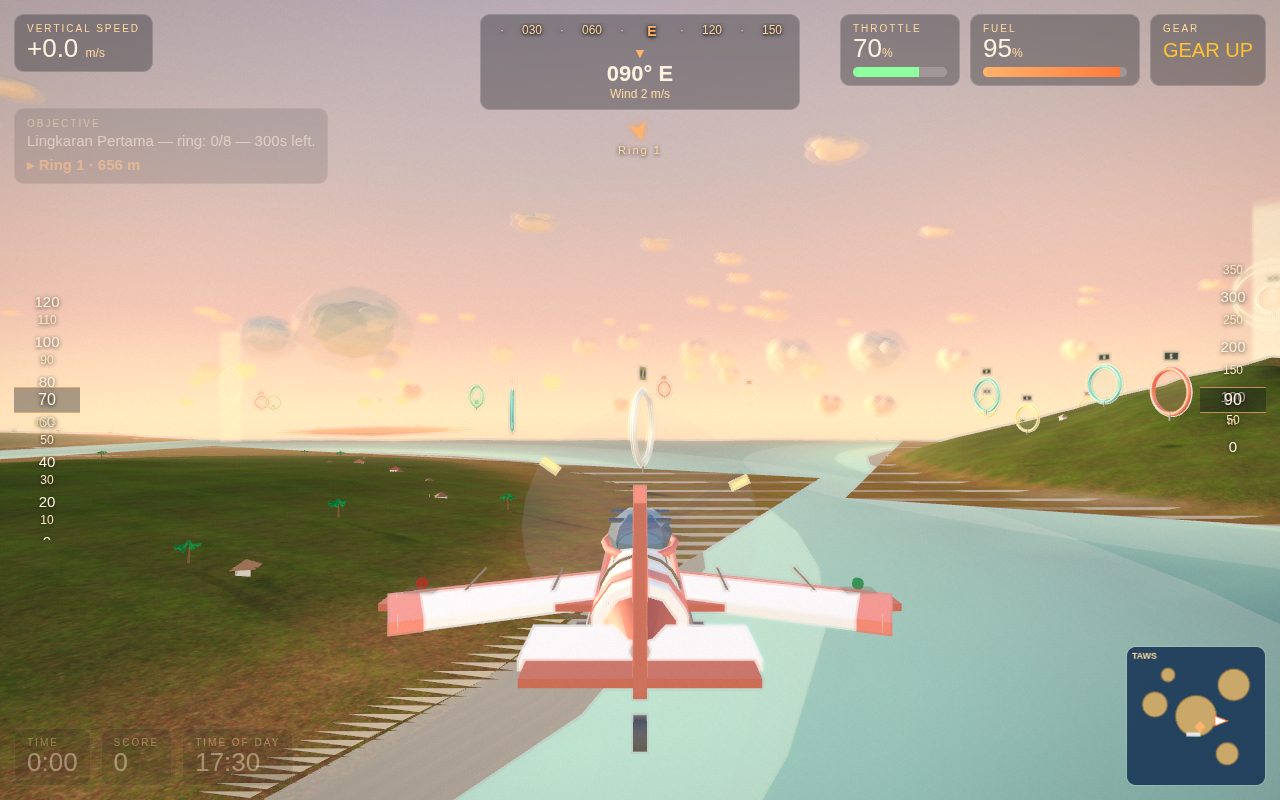 VERTICAL SPEED
+0.0 m/s
· 030 · 060 · E · 120 · 150
090° E
Wind 2 m/s
Ring 1
THROTTLE
70%
FUEL
95%
GEAR
GEAR UP
OBJECTIVE
Lingkaran Pertama — ring: 0/8 — 300s left.
▸ Ring 1 · 656 m
120
110
100
90
80
70
60
50
40
30
20
10
350
300
250
200
150
90
50
0
TAWS
TIME
0:00
SCORE
0
TIME OF DAY
17:30